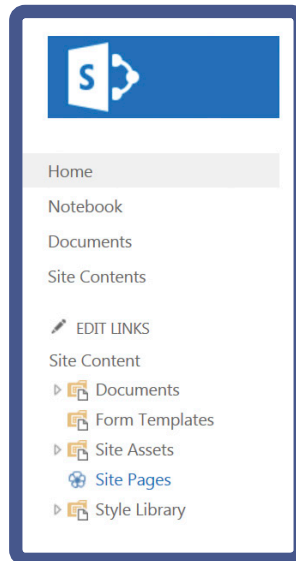 S
Home
Notebook
Documents
Site Contents
EDIT LINKS
Site Content
Documents
Form Templates
Site Assets
Site Pages
Style Library